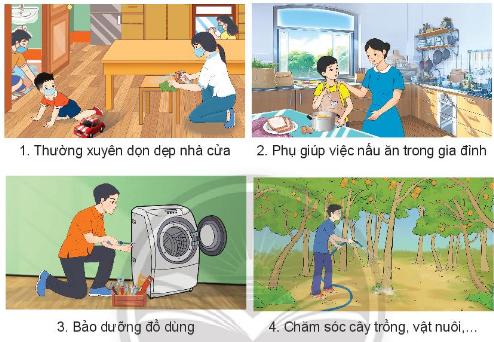 1. Thường xuyên dọn dẹp nhà cửa
2. Phụ giúp việc nấu ăn trong gia đình
3. Bảo dưỡng đồ dùng
4. Chăm sóc cây trồng, vật nuôi,...